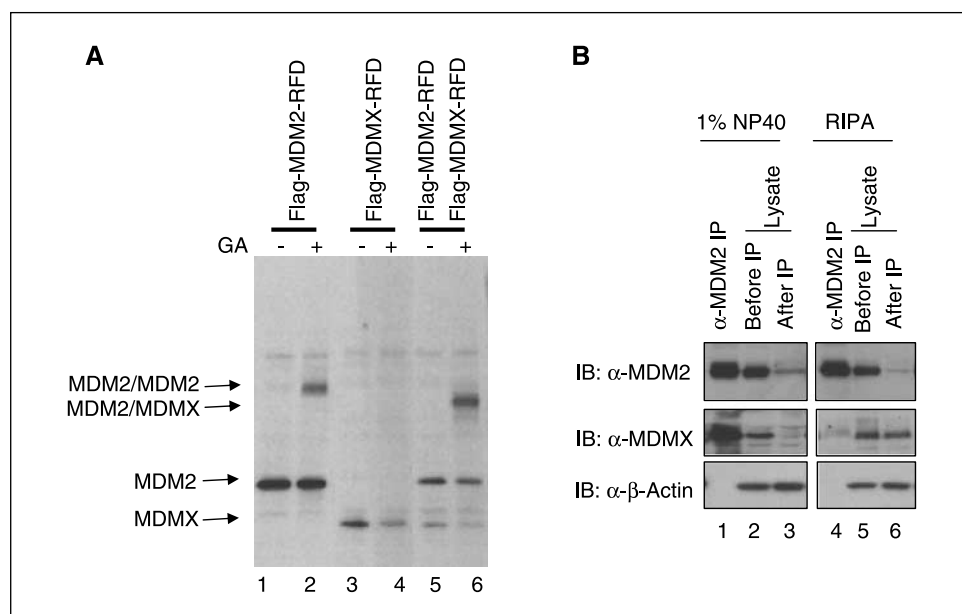 A
Flag-MDM2-RFD
Flag-MDMX-RFD
Flag-MDM2-RFD
Flag-MDMX-RFD
GA - + - + - +
MDM2/MDM2
MDM2/MDMX
MDM2
MDMX
1 2 3 4 5 6
B
1% NP40 RIPA
Lysate Lysate
α-MDM2 IP
Before IP
After IP
α-MDM2 IP
Before IP
After IP
IB: α-MDM2
IB: α-MDMX
IB: α-β-Actin
1 2 3 4 5 6